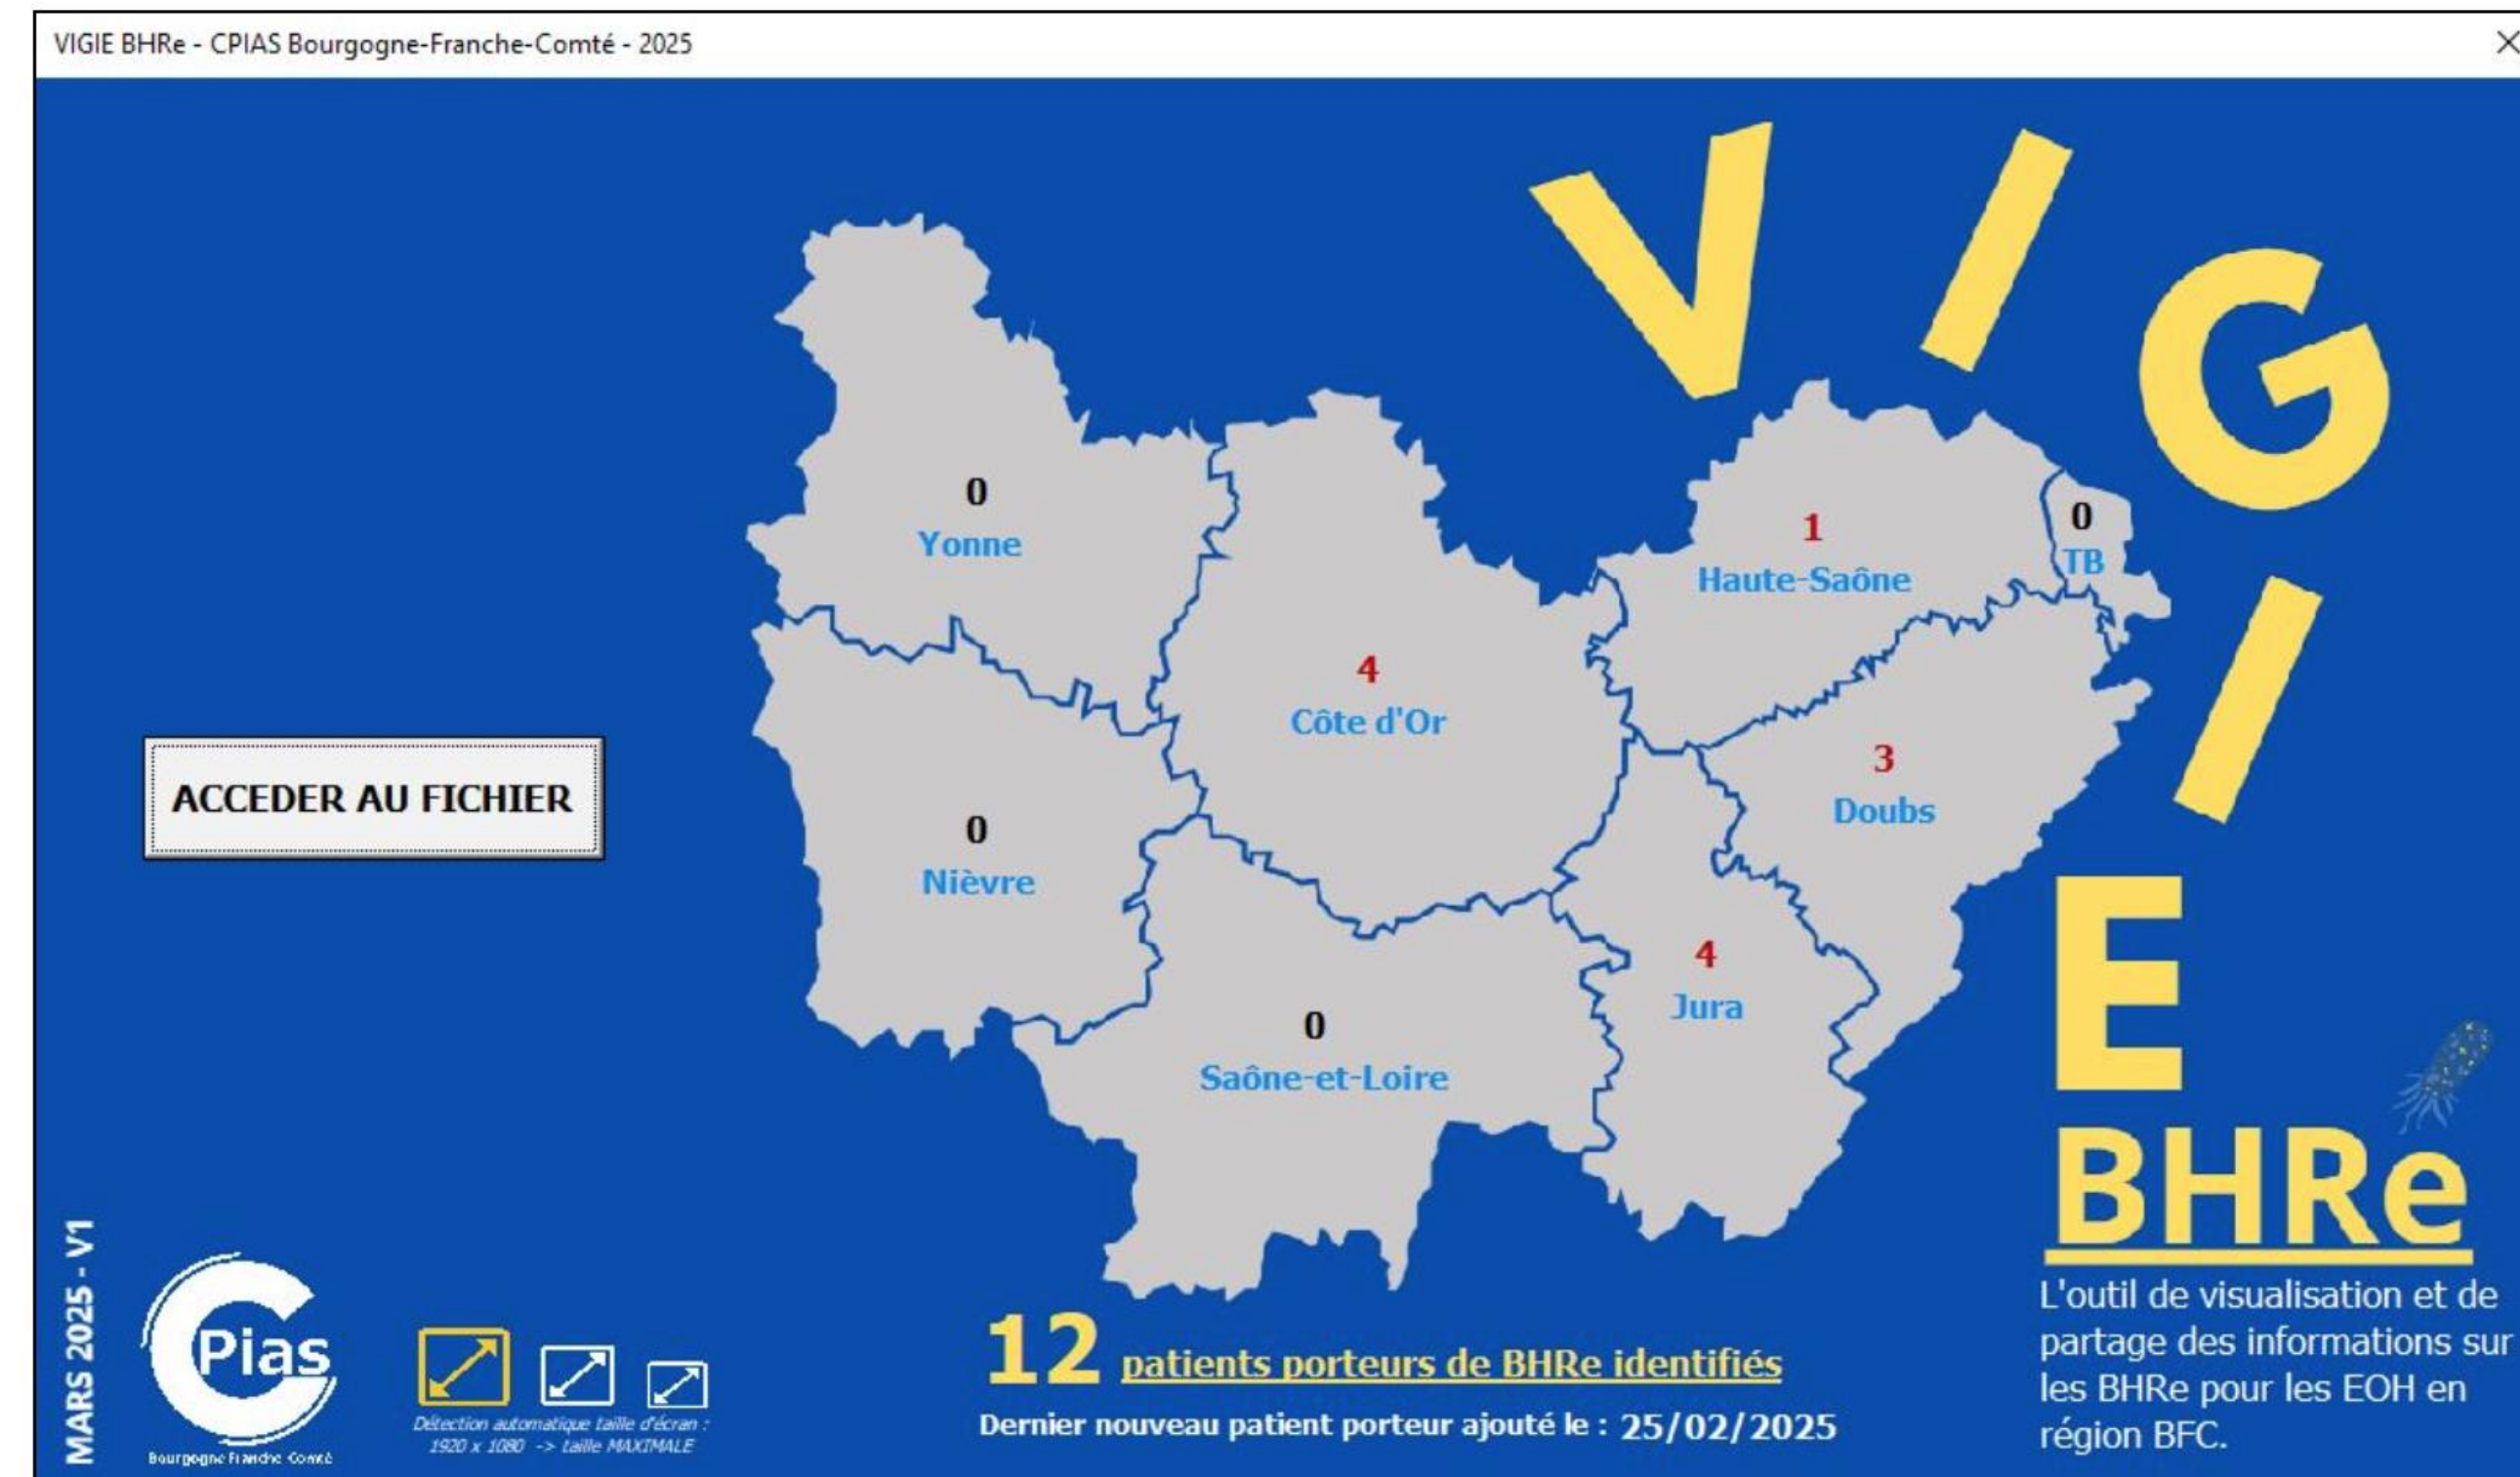 VIGIE BHRe - CPIAS Bourgogne-Franche-Comté - 2025
V I G I E
BHRe
0
Yonne
4
Côte d'Or
1
Haute-Saône
0
TB
3
Doubs
0
Nièvre
4
Jura
0
Saône-et-Loire
ACCEDER AU FICHIER
MARS 2025 - V1
CPias
Bourgogne Franche-Comté
Détection automatique taille d'écran :
1920 x 1080 -> taille MAXIMALE
12 patients porteurs de BHRe identifiés
Dernier nouveau patient porteur ajouté le : 25/02/2025
L'outil de visualisation et de
partage des informations sur
les BHRe pour les EOH en
région BFC.